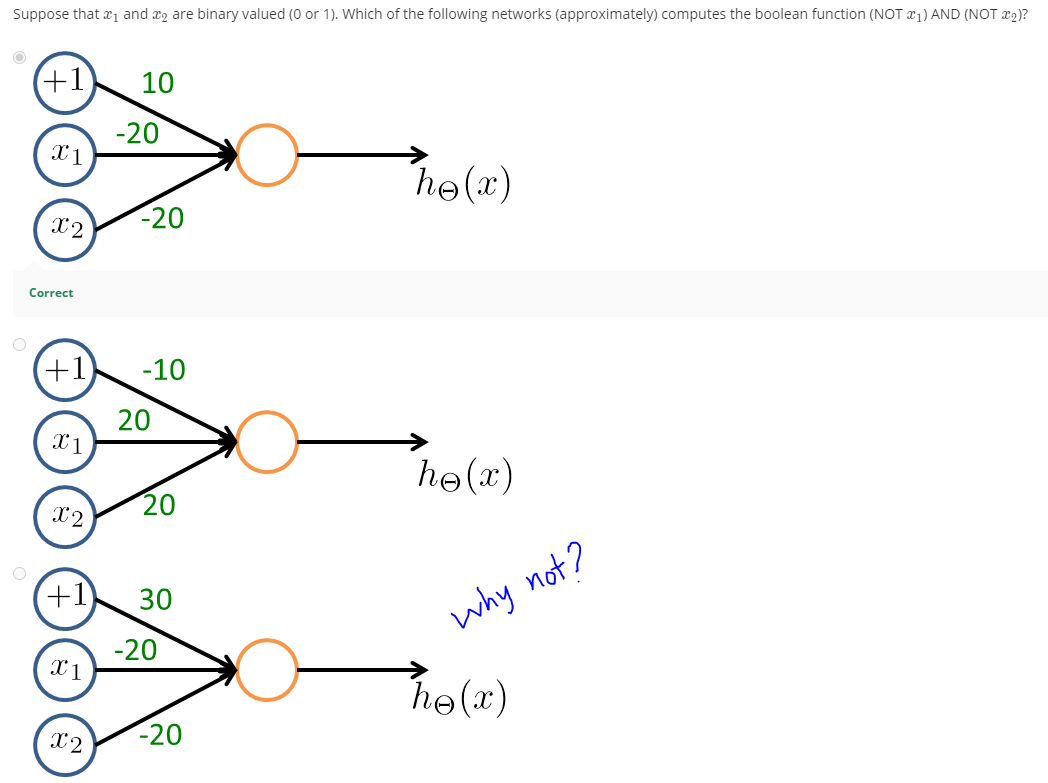 Suppose that x₁ and x₂ are binary valued (0 or 1). Which of the following networks (approximately) computes the boolean function (NOT x₁) AND (NOT x₂)?
+1
10
-20
x₁
hΘ(x)
x₂
-20
Correct
+1
-10
20
x₁
hΘ(x)
x₂
20
why not?
+1
30
-20
x₁
hΘ(x)
x₂
-20